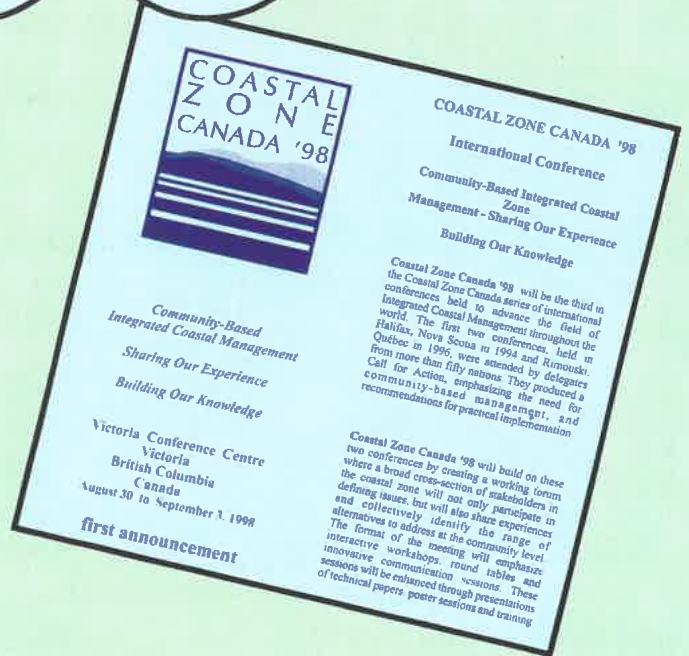 COASTAL
ZONE
CANADA '98
Community-Based
Integrated Coastal Management
Sharing Our Experience
Building Our Knowledge
Victoria Conference Centre
Victoria
British Columbia
Canada
August 30 to September 3, 1998
first announcement
COASTAL ZONE CANADA '98
International Conference
Community-Based Integrated Coastal
Zone
Management - Sharing Our Experience
Building Our Knowledge
Coastal Zone Canada '98 will be the third in
the Coastal Zone Canada series of international
conferences held to advance the field of
Integrated Coastal Management throughout the
world. The first two conferences, held in
Halifax, Nova Scotia in 1994 and Rimouski,
Québec in 1996, were attended by delegates
from more than fifty nations. They produced a
Call for Action, emphasizing the need for
community-based management, and
recommendations for practical implementation
Coastal Zone Canada '98 will build on these
two conferences by creating a working forum
where a broad cross-section of stakeholders in
the coastal zone will not only participate in
defining issues, but will also share experiences
and collectively identify the range of
alternatives to address at the community level.
The format of the meeting will emphasize
interactive workshops, round tables and
innovative communication sessions. These
sessions will be enhanced through presentations
of technical papers, poster sessions and training